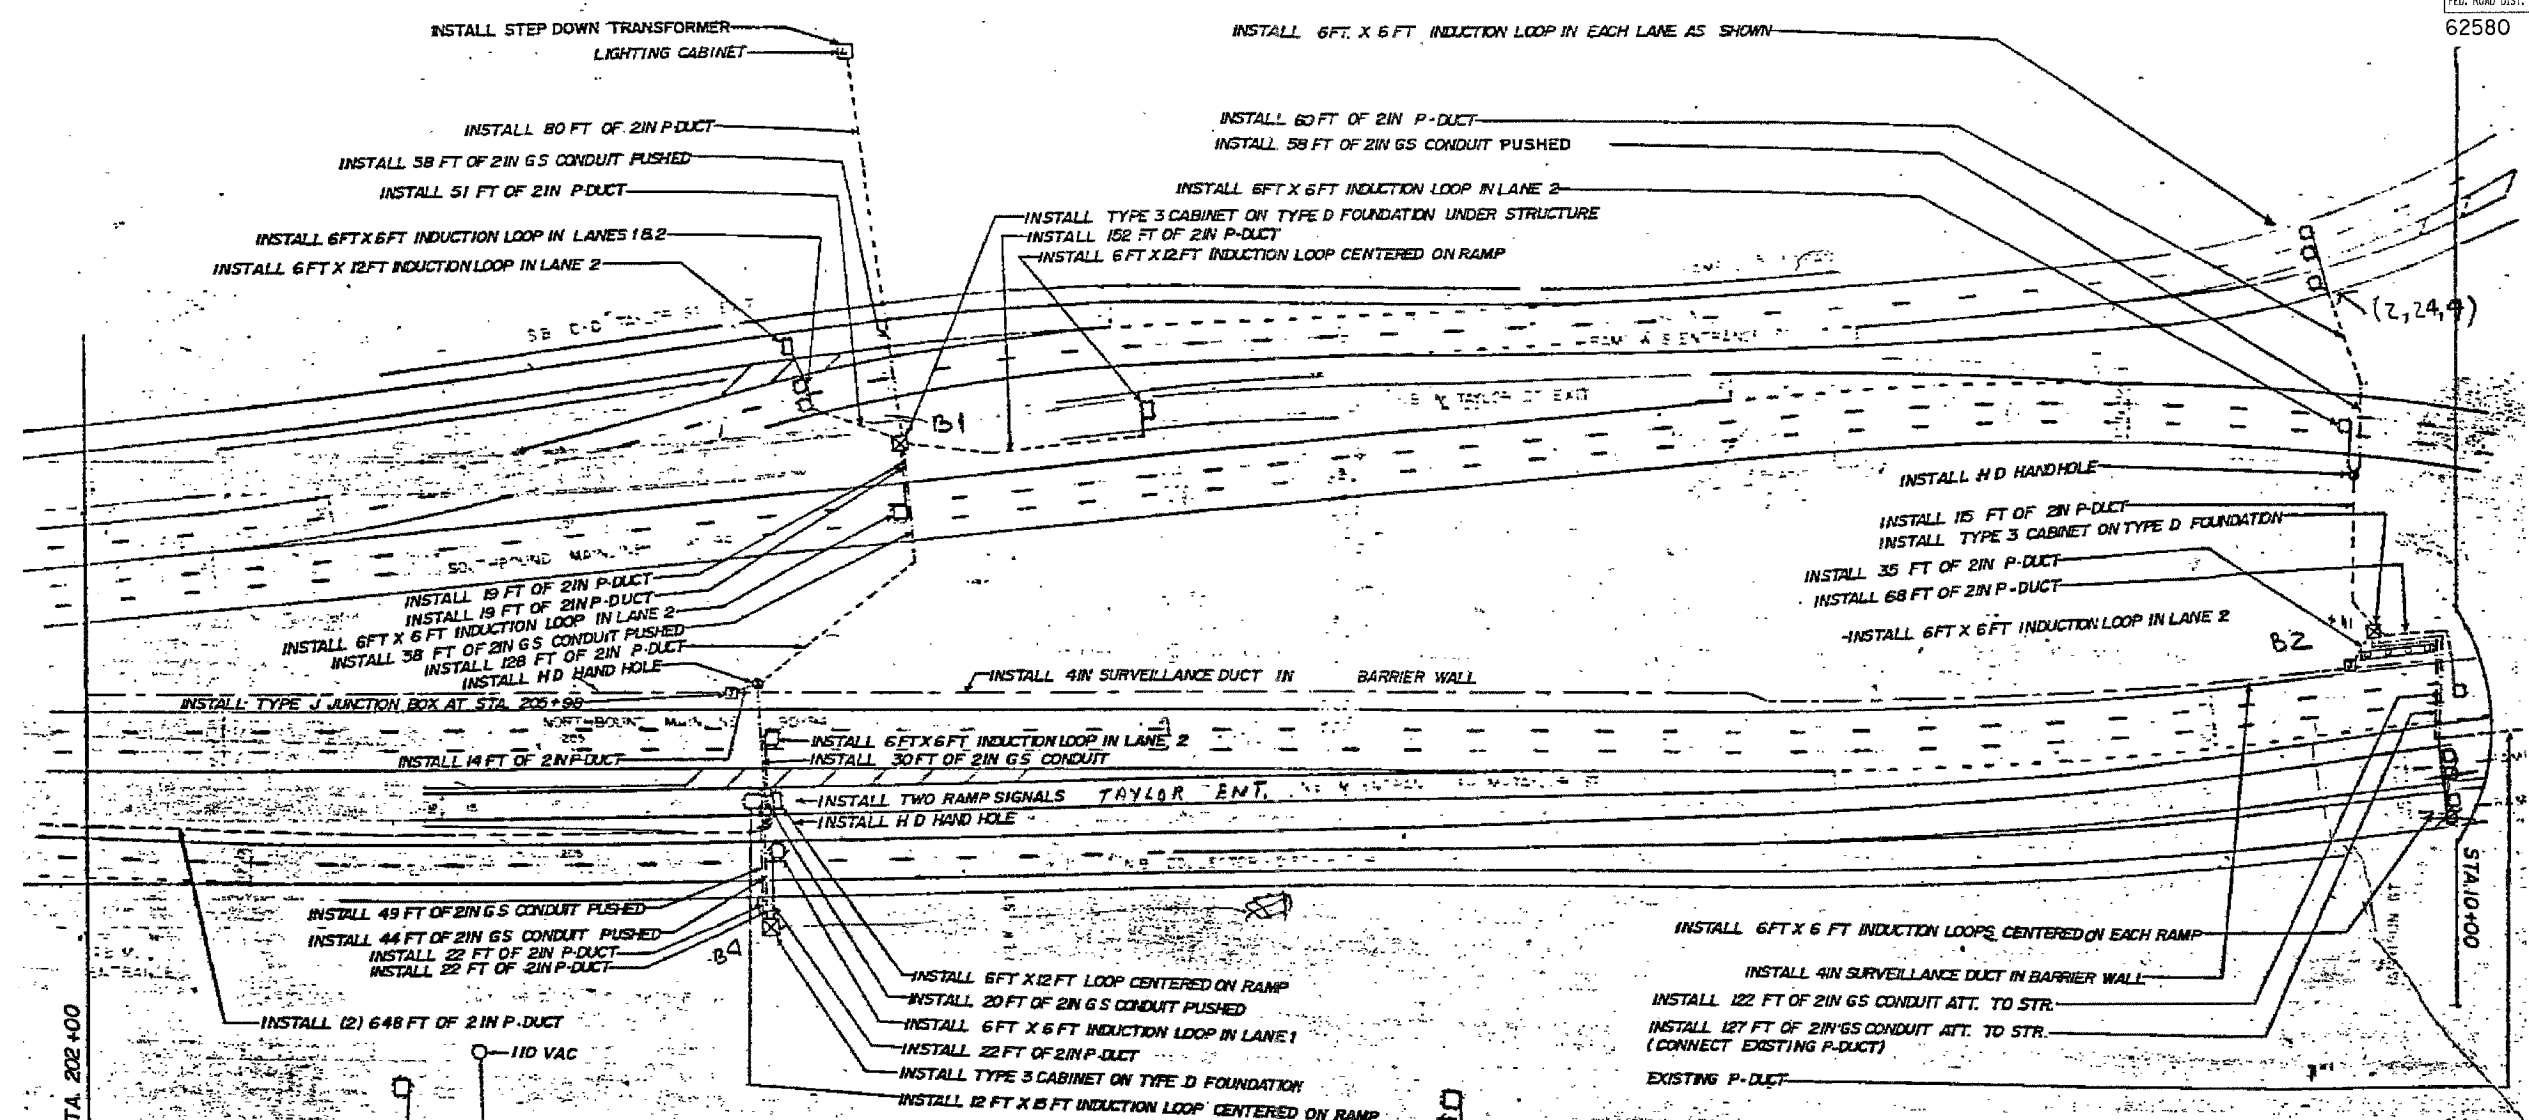 FED. ROAD DIST.
62580
INSTALL STEP DOWN TRANSFORMER
LIGHTING CABINET
INSTALL 80 FT OF 2IN P-DUCT
INSTALL 38 FT OF 2IN GS CONDUIT PUSHED
INSTALL 51 FT OF 2IN P-DUCT
INSTALL 6FT X 6FT INDUCTION LOOP IN LANES 1&2
INSTALL 6FT X 12FT INDUCTION LOOP IN LANE 2
INSTALL 6FT. X 6 FT INDUCTION LOOP IN EACH LANE AS SHOWN
INSTALL 60 FT OF 2IN P-DUCT
INSTALL 58 FT OF 2IN GS CONDUIT PUSHED
INSTALL 6FT X 6FT INDUCTION LOOP IN LANE 2
INSTALL TYPE 3 CABINET ON TYPE D FOUNDATION UNDER STRUCTURE
INSTALL 152 FT OF 2IN P-DUCT
INSTALL 6 FT X 12FT INDUCTION LOOP CENTERED ON RAMP
(2,24,4)
B1
TAYLOR ST EXIT
INSTALL H D HANDHOLE
INSTALL 115 FT OF 2IN P-DUCT
INSTALL TYPE 3 CABINET ON TYPE D FOUNDATION
INSTALL 35 FT OF 2IN P-DUCT
INSTALL 68 FT OF 2IN P-DUCT
INSTALL 6FT X 6FT INDUCTION LOOP IN LANE 2
B2
SOUTHBOUND MAINLINE
INSTALL 19 FT OF 2IN P-DUCT
INSTALL 19 FT OF 2IN P-DUCT
INSTALL 6FT X 6 FT INDUCTION LOOP IN LANE 2
INSTALL 38 FT OF 2IN GS CONDUIT PUSHED
INSTALL 128 FT OF 2IN P-DUCT
INSTALL H D HAND HOLE
INSTALL 4IN SURVEILLANCE DUCT IN BARRIER WALL
INSTALL TYPE J JUNCTION BOX AT STA. 205+98
NORTHBOUND
INSTALL 14 FT OF 2IN P-DUCT
INSTALL 6FT X 6FT INDUCTION LOOP IN LANE 2
INSTALL 30FT OF 2IN GS CONDUIT
INSTALL TWO RAMP SIGNALS TAYLOR ENT.
INSTALL H D HAND HOLE
INSTALL 49 FT OF 2IN GS CONDUIT PUSHED
INSTALL 44 FT OF 2IN GS CONDUIT PUSHED
INSTALL 22 FT OF 2IN P-DUCT
INSTALL 22 FT OF 2IN P-DUCT
B4
INSTALL 6FT X 12 FT LOOP CENTERED ON RAMP
INSTALL 20 FT OF 2IN GS CONDUIT PUSHED
INSTALL 6 FT X 6 FT INDUCTION LOOP IN LANE 1
INSTALL 22 FT OF 2IN P-DUCT
INSTALL TYPE 3 CABINET ON TYPE D FOUNDATION
INSTALL 12 FT X 15 FT INDUCTION LOOP CENTERED ON RAMP
INSTALL (2) 648 FT OF 2IN P-DUCT
110 VAC
STA. 202+00
INSTALL 6FT X 6 FT INDUCTION LOOPS CENTERED ON EACH RAMP
INSTALL 4IN SURVEILLANCE DUCT IN BARRIER WALL
INSTALL 122 FT OF 2IN GS CONDUIT ATT. TO STR.
INSTALL 127 FT OF 2IN GS CONDUIT ATT. TO STR.
(CONNECT EXISTING P-DUCT)
EXISTING P-DUCT
STA. 10+00